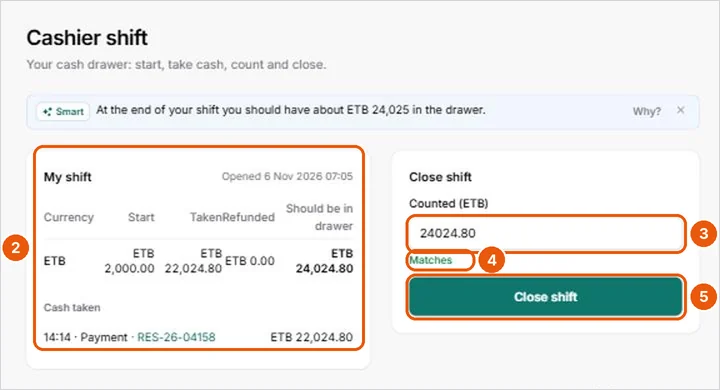 Cashier shift
Your cash drawer: start, take cash, count and close.
Smart At the end of your shift you should have about ETB 24,025 in the drawer. Why? ×
My shift Opened 6 Nov 2026 07:05
Currency Start Taken Refunded Should be in drawer
ETB ETB 2,000.00 ETB 22,024.80 ETB 0.00 ETB 24,024.80
Cash taken
14:14 · Payment · RES-26-04158 ETB 22,024.80
2
Close shift
Counted (ETB)
24024.80
3
Matches
4
Close shift
5